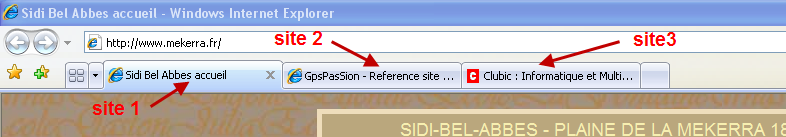 Sidi Bel Abbes accueil - Windows Internet Explorer
http://www.mekerra.fr/
site 2
site3
Sidi Bel Abbes accueil
GpsPasSion - Reference site ...
Clubic : Informatique et Multi...
site 1
SIDI-BEL-ABBES - PLAINE DE LA MEKERRA 18